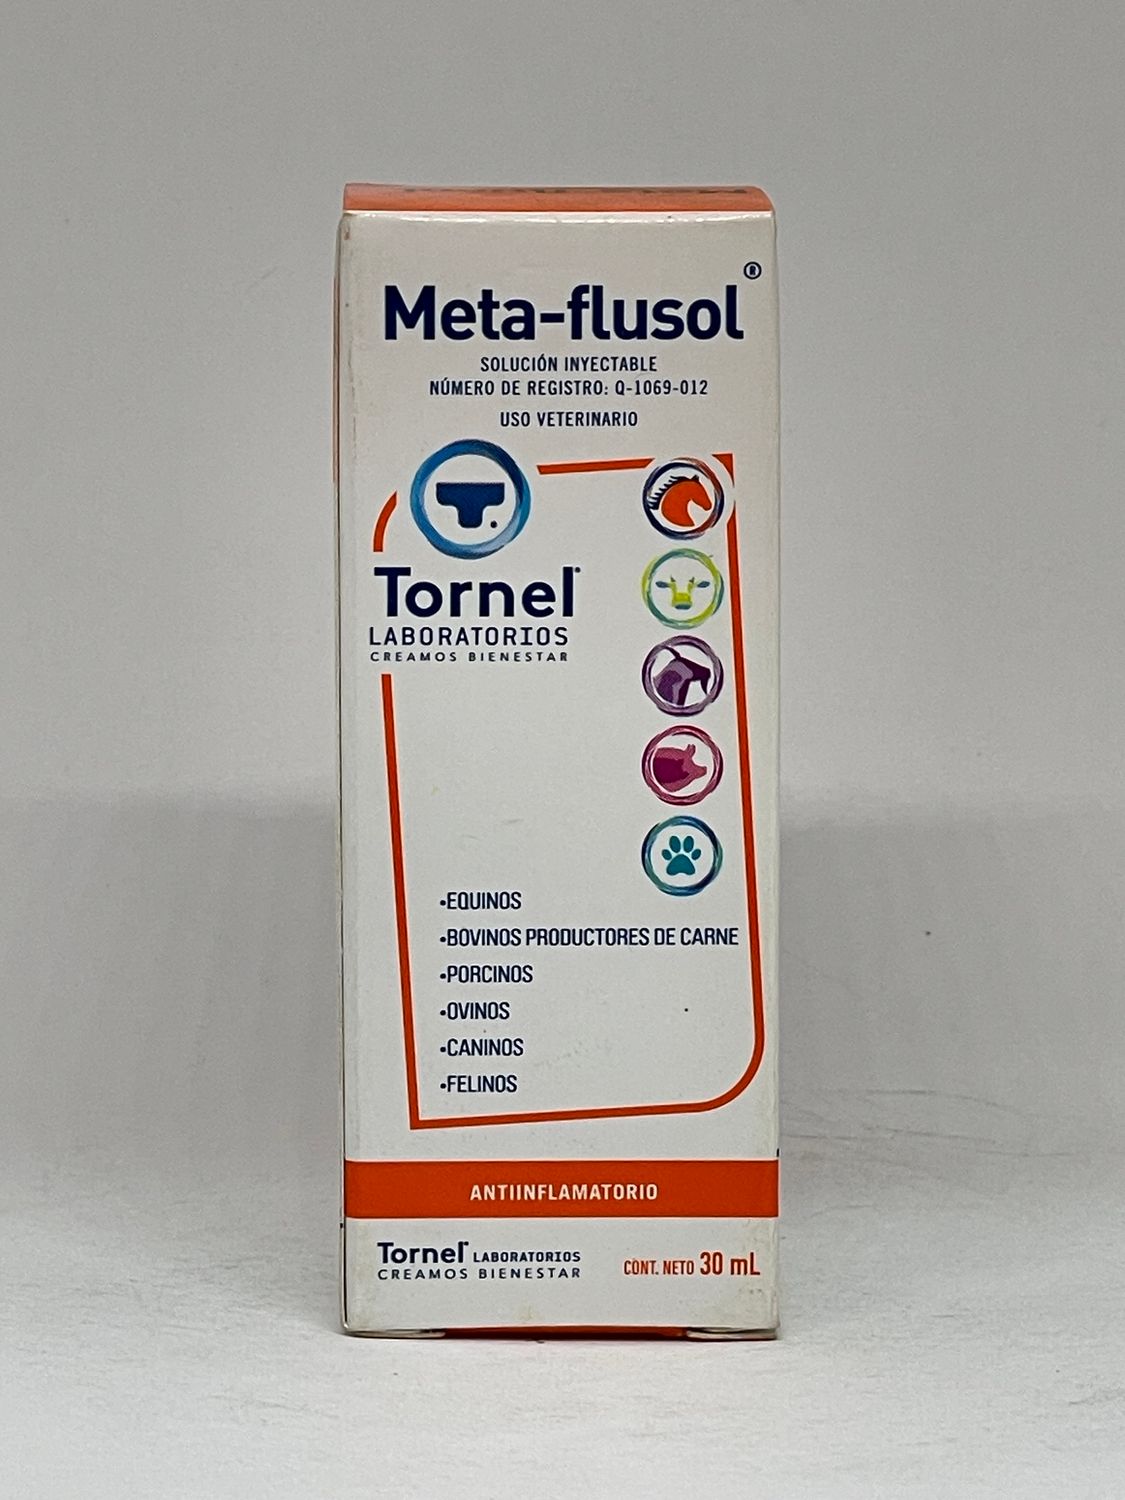 Meta-flusol®
SOLUCIÓN INYECTABLE
NÚMERO DE REGISTRO: Q-1069-012
USO VETERINARIO
Tornel
LABORATORIOS
CREAMOS BIENESTAR
•EQUINOS
•BOVINOS PRODUCTORES DE CARNE
•PORCINOS
•OVINOS
•CANINOS
•FELINOS
ANTIINFLAMATORIO
Tornel LABORATORIOS
CREAMOS BIENESTAR
CONT. NETO 30 mL